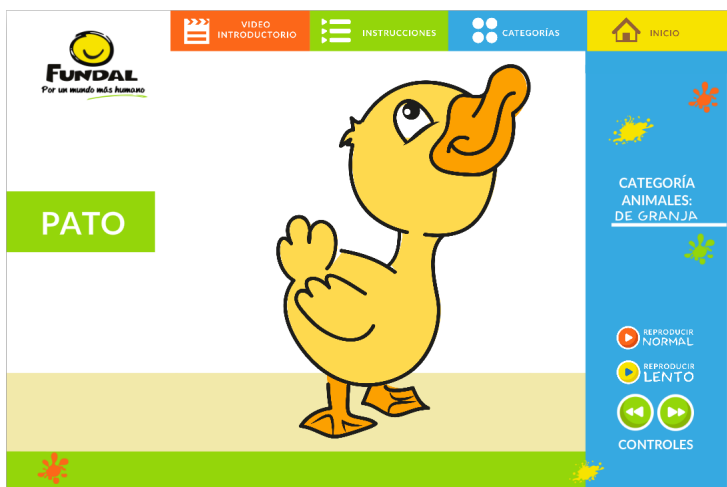 FUNDAL
Por un mundo más humano
VIDEO
INTRODUCTORIO
INSTRUCCIONES
CATEGORÍAS
INICIO
PATO
CATEGORÍA
ANIMALES:
DE GRANJA
REPRODUCIR
NORMAL
REPRODUCIR
LENTO
CONTROLES